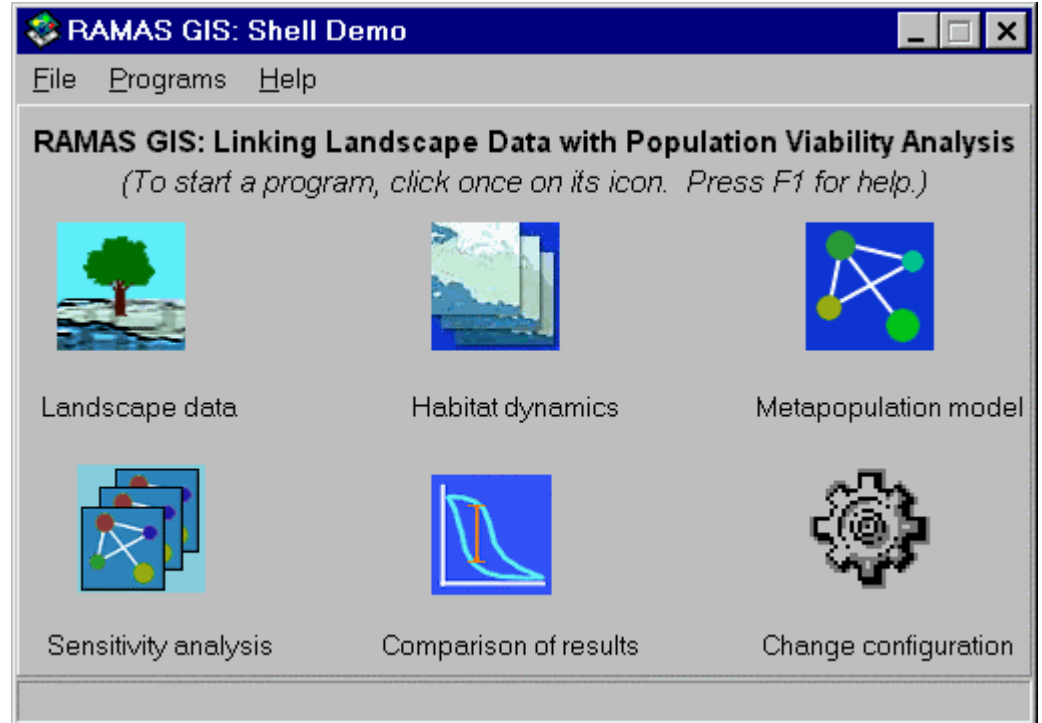 RAMAS GIS: Shell Demo
File Programs Help
RAMAS GIS: Linking Landscape Data with Population Viability Analysis
(To start a program, click once on its icon. Press F1 for help.)
Landscape data Habitat dynamics Metapopulation model
Sensitivity analysis Comparison of results Change configuration